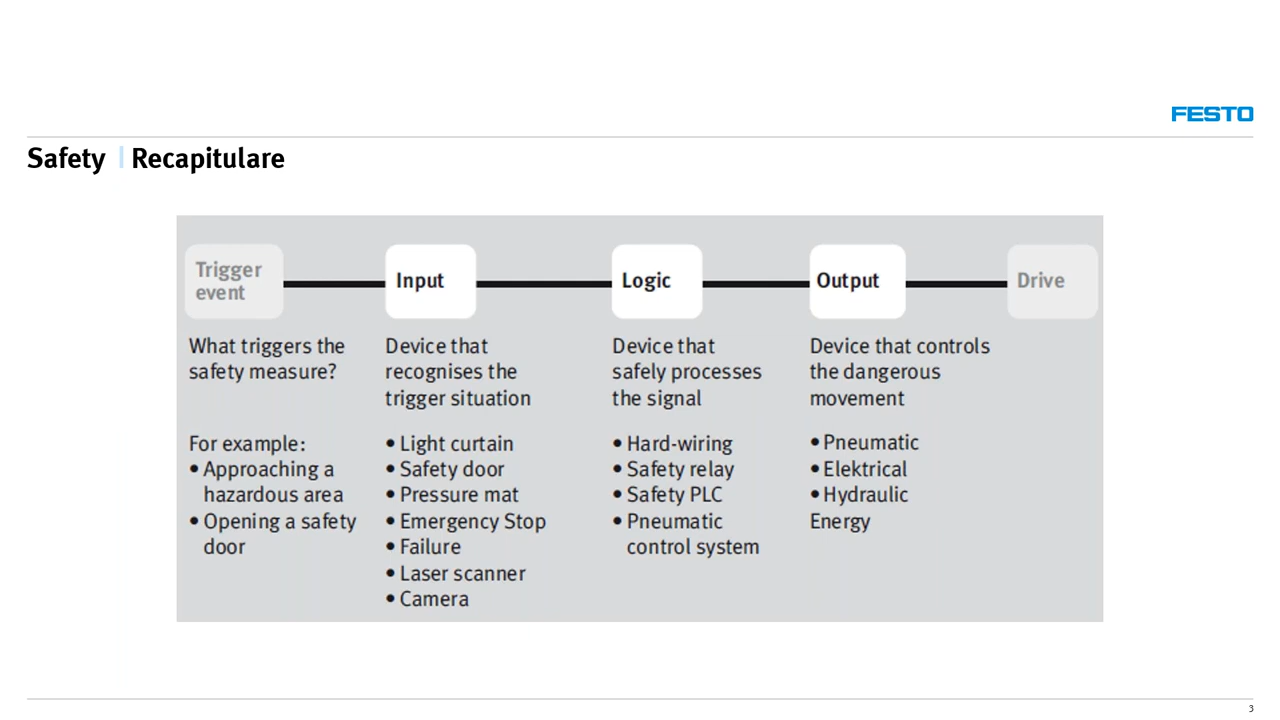 FESTO
Safety | Recapitulare
Trigger
event
Input
Logic
Output
Drive
What triggers the
safety measure?
For example:
• Approaching a
hazardous area
• Opening a safety
door
Device that
recognises the
trigger situation
• Light curtain
• Safety door
• Pressure mat
• Emergency Stop
• Failure
• Laser scanner
• Camera
Device that
safely processes
the signal
• Hard-wiring
• Safety relay
• Safety PLC
• Pneumatic
control system
Device that controls
the dangerous
movement
• Pneumatic
• Elektrical
• Hydraulic
Energy
3